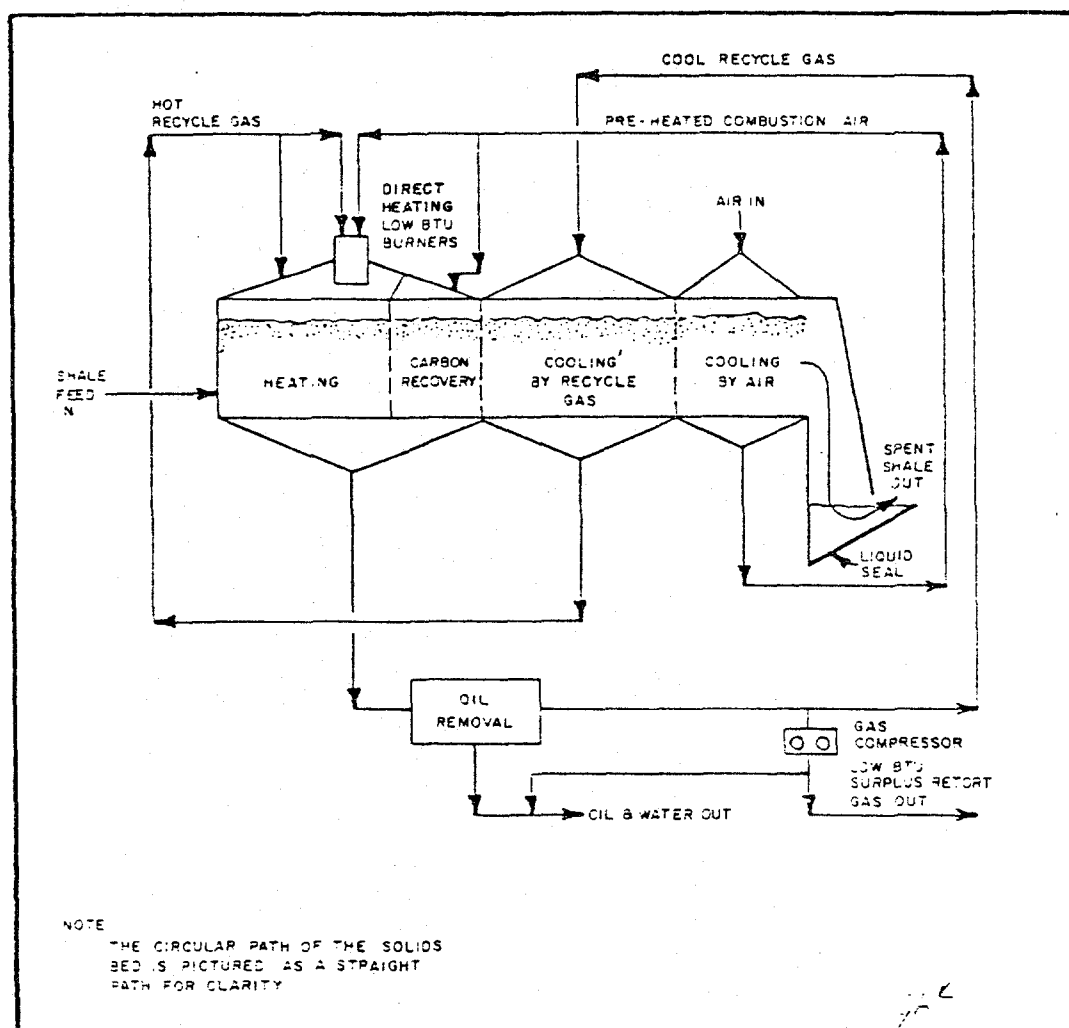 COOL RECYCLE GAS
HOT
RECYCLE GAS
PRE-HEATED COMBUSTION AIR
DIRECT
HEATING
LOW BTU
BURNERS
AIR IN
SHALE
FEED
IN
HEATING
CARBON
RECOVERY
COOLING
BY RECYCLE
GAS
COOLING
BY AIR
SPENT
SHALE
OUT
LIQUID
SEAL
OIL
REMOVAL
GAS
COMPRESSOR
LOW BTU
SURPLUS RETORT
GAS OUT
OIL & WATER OUT
NOTE
THE CIRCULAR PATH OF THE SOLIDS
BED IS PICTURED AS A STRAIGHT
PATH FOR CLARITY